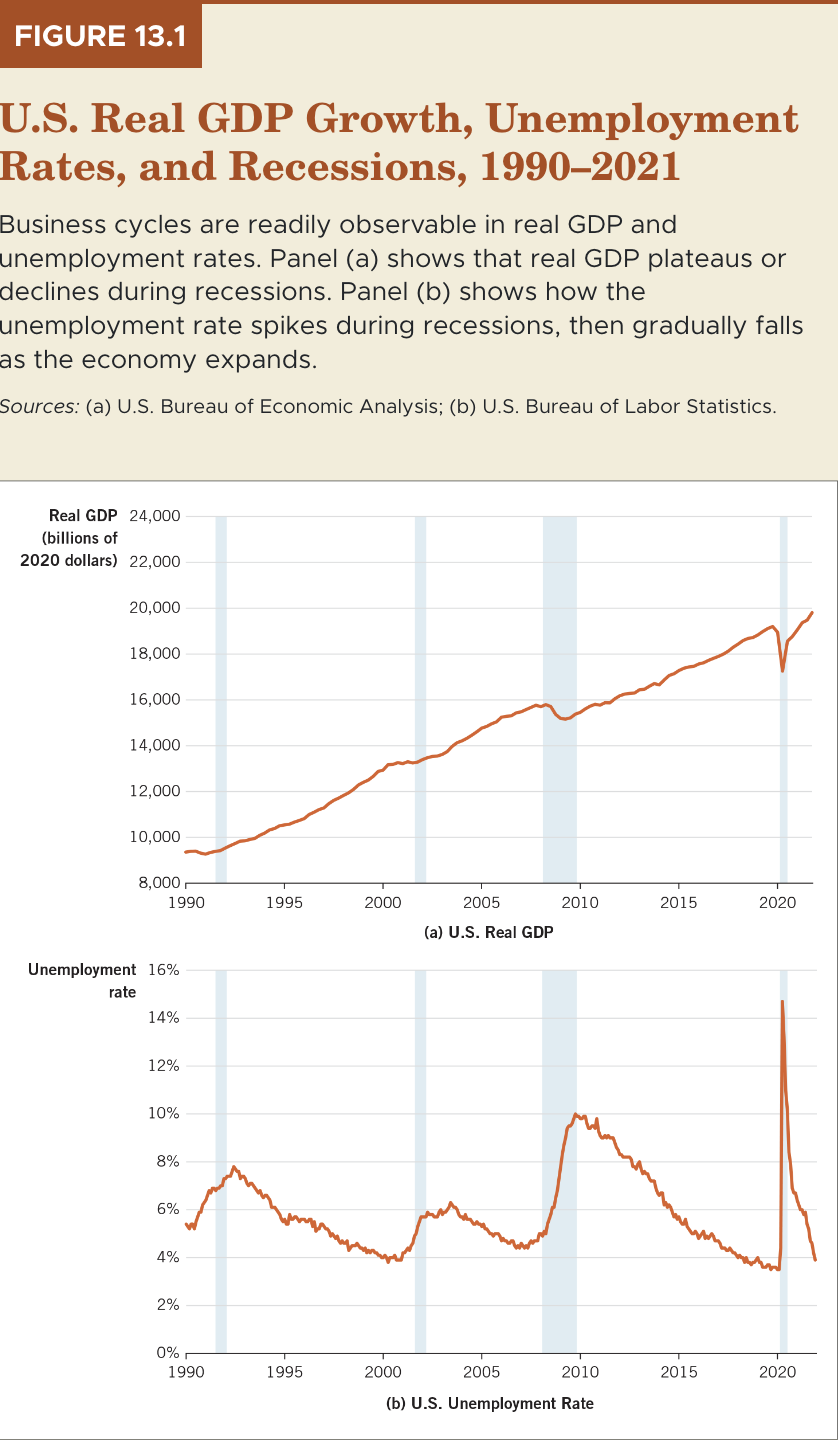 FIGURE 13.1
U.S. Real GDP Growth, Unemployment
Rates, and Recessions, 1990–2021
Business cycles are readily observable in real GDP and
unemployment rates. Panel (a) shows that real GDP plateaus or
declines during recessions. Panel (b) shows how the
unemployment rate spikes during recessions, then gradually falls
as the economy expands.
Sources: (a) U.S. Bureau of Economic Analysis; (b) U.S. Bureau of Labor Statistics.
Real GDP
(billions of
2020 dollars)
24,000
22,000
20,000
18,000
16,000
14,000
12,000
10,000
8,000
1990 1995 2000 2005 2010 2015 2020
(a) U.S. Real GDP
Unemployment
rate
16%
14%
12%
10%
8%
6%
4%
2%
0%
1990 1995 2000 2005 2010 2015 2020
(b) U.S. Unemployment Rate